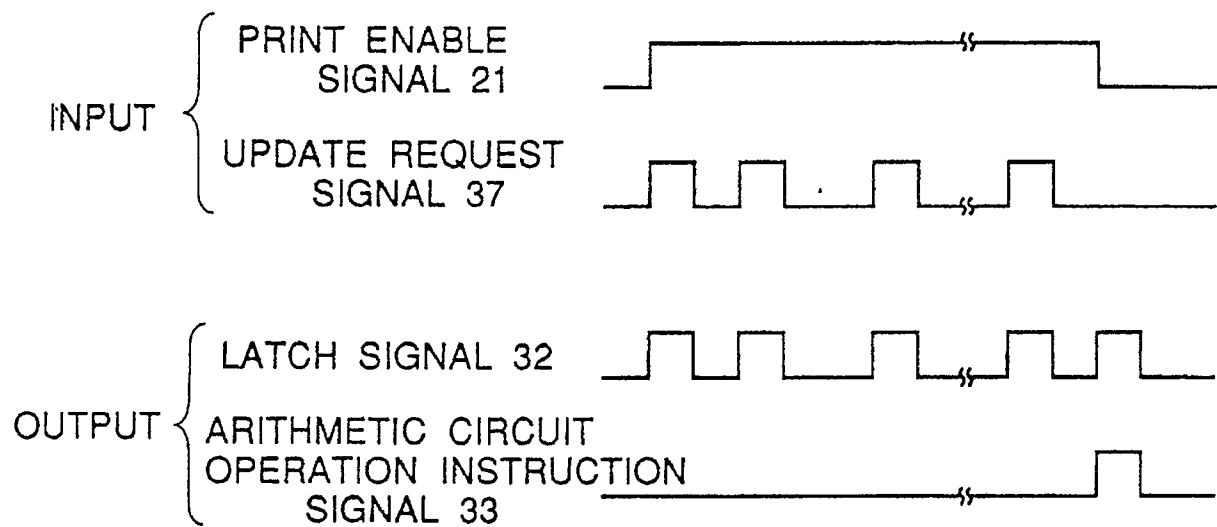 PRINT ENABLE
SIGNAL 21
INPUT
UPDATE REQUEST
SIGNAL 37
LATCH SIGNAL 32
OUTPUT
ARITHMETIC CIRCUIT
OPERATION INSTRUCTION
SIGNAL 33